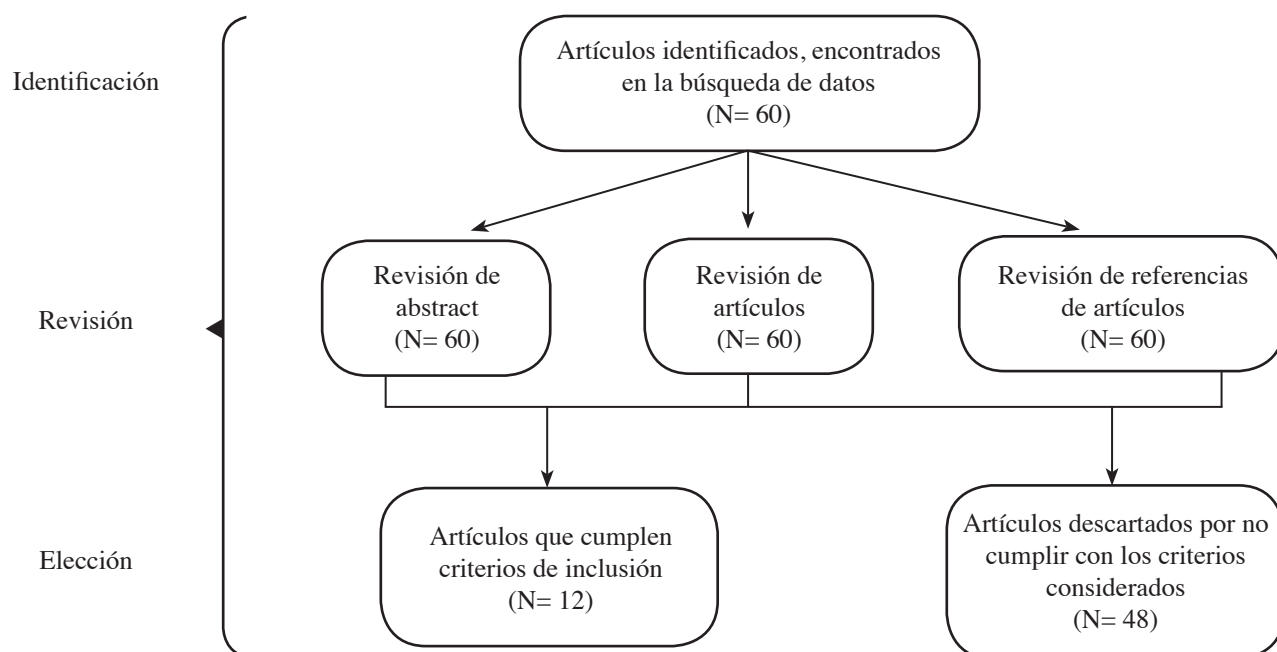 Identificación
Artículos identificados, encontrados
en la búsqueda de datos
(N= 60)
Revisión
Revisión de
abstract
(N= 60)
Revisión de
artículos
(N= 60)
Revisión de referencias
de artículos
(N= 60)
Elección
Artículos que cumplen
criterios de inclusión
(N= 12)
Artículos descartados por no
cumplir con los criterios
considerados
(N= 48)